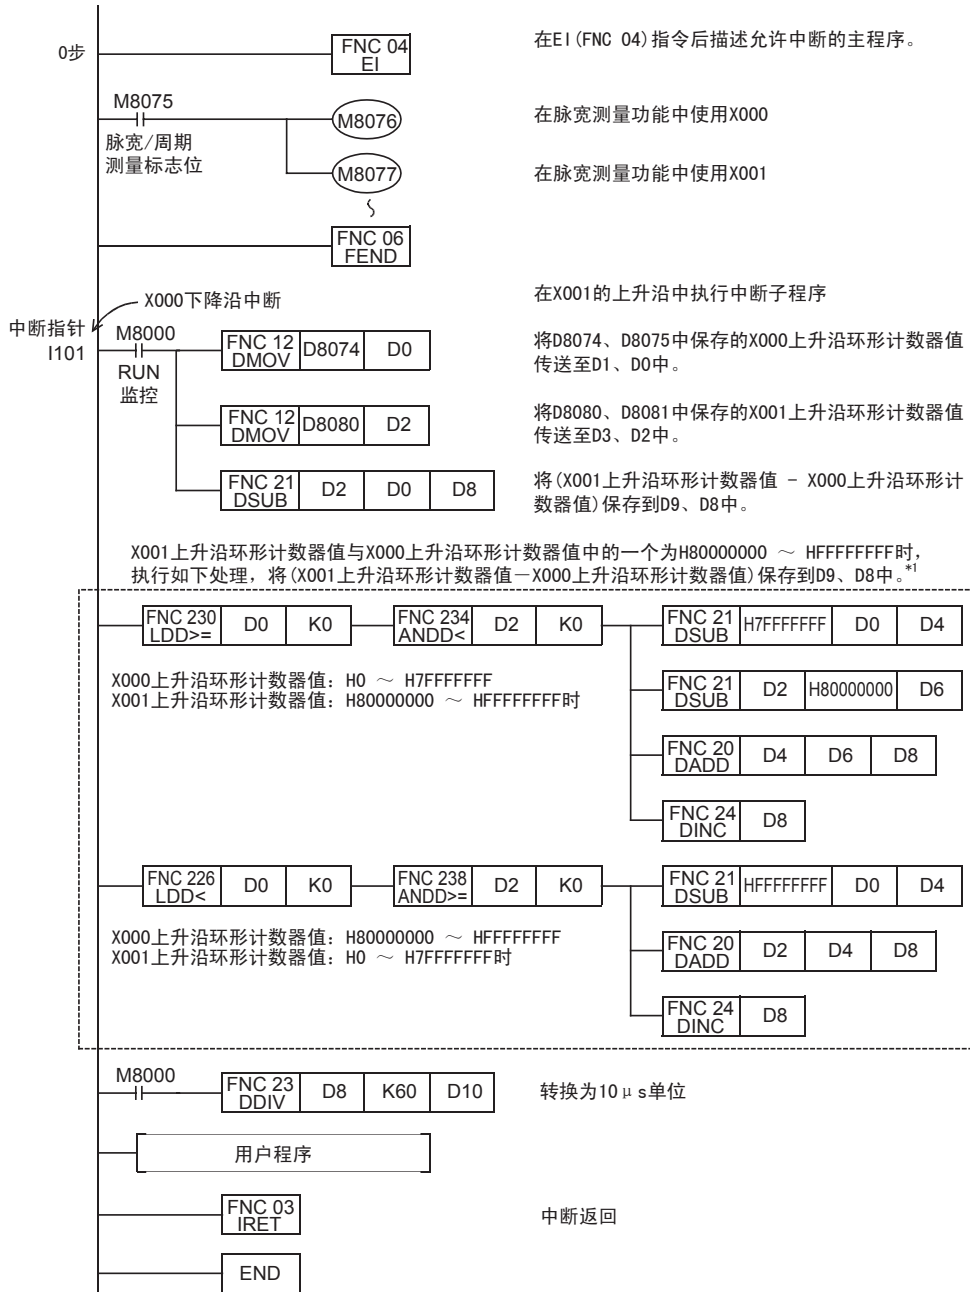 0步
FNC 04
EI
在EI(FNC 04)指令后描述允许中断的主程序。
M8075
脉宽/周期
测量标志位
M8076
在脉宽测量功能中使用X000
M8077
在脉宽测量功能中使用X001
FNC 06
FEND
X000下降沿中断
在X001的上升沿中执行中断子程序
中断指针
I101
M8000
RUN
监控
FNC 12
DMOV D8074 D0
将D8074、D8075中保存的X000上升沿环形计数器值
传送至D1、D0中。
FNC 12
DMOV D8080 D2
将D8080、D8081中保存的X001上升沿环形计数器值
传送至D3、D2中。
FNC 21
DSUB D2 D0 D8
将(X001上升沿环形计数器值 - X000上升沿环形计
数器值)保存到D9、D8中。
X001上升沿环形计数器值与X000上升沿环形计数器值中的一个为H80000000 ～ HFFFFFFFF时,
执行如下处理，将(X001上升沿环形计数器值－X000上升沿环形计数器值)保存到D9、D8中。*1
FNC 230
LDD>= D0 K0
FNC 234
ANDD< D2 K0
FNC 21
DSUB H7FFFFFFF D0 D4
X000上升沿环形计数器值：H0 ～ H7FFFFFFF
X001上升沿环形计数器值：H80000000 ～ HFFFFFFFF时
FNC 21
DSUB D2 H80000000 D6
FNC 20
DADD D4 D6 D8
FNC 24
DINC D8
FNC 226
LDD< D0 K0
FNC 238
ANDD>= D2 K0
FNC 21
DSUB HFFFFFFFF D0 D4
X000上升沿环形计数器值：H80000000 ～ HFFFFFFFF
X001上升沿环形计数器值：H0 ～ H7FFFFFFF时
FNC 20
DADD D2 D4 D8
FNC 24
DINC D8
M8000
FNC 23
DDIV D8 K60 D10
转换为10μs单位
用户程序
FNC 03
IRET
中断返回
END